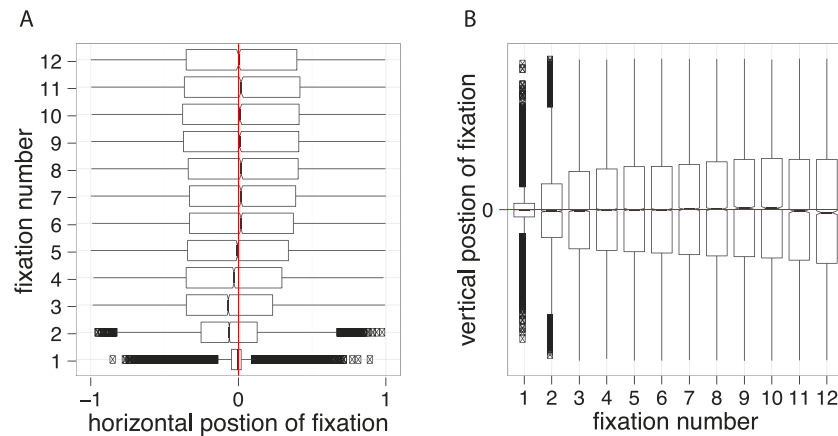 A
fixation number
12
11
10
9
8
7
6
5
4
3
2
1
−1 0 1
horizontal postion of fixation
B
vertical postion of fixation
0
1 2 3 4 5 6 7 8 9 10 11 12
fixation number